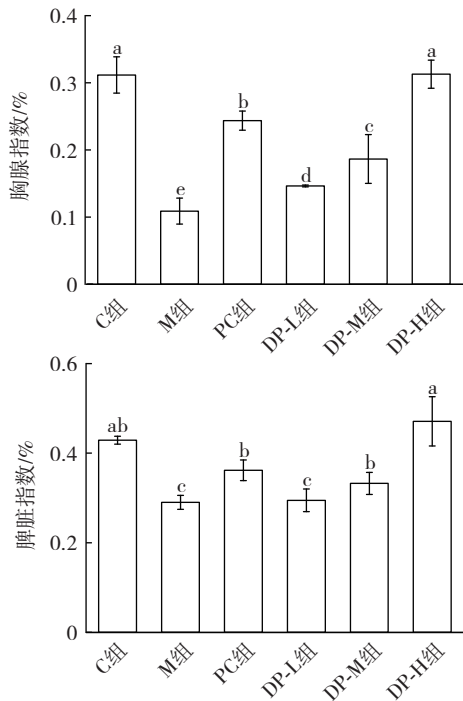 胸腺指数/%
0.4
0.3
0.2
0.1
0
a
e
b
d
c
a
C组
M组
PC组
DP-L组
DP-M组
DP-H组
脾脏指数/%
0.6
0.4
0.2
0
ab
c
b
c
b
a
C组
M组
PC组
DP-L组
DP-M组
DP-H组